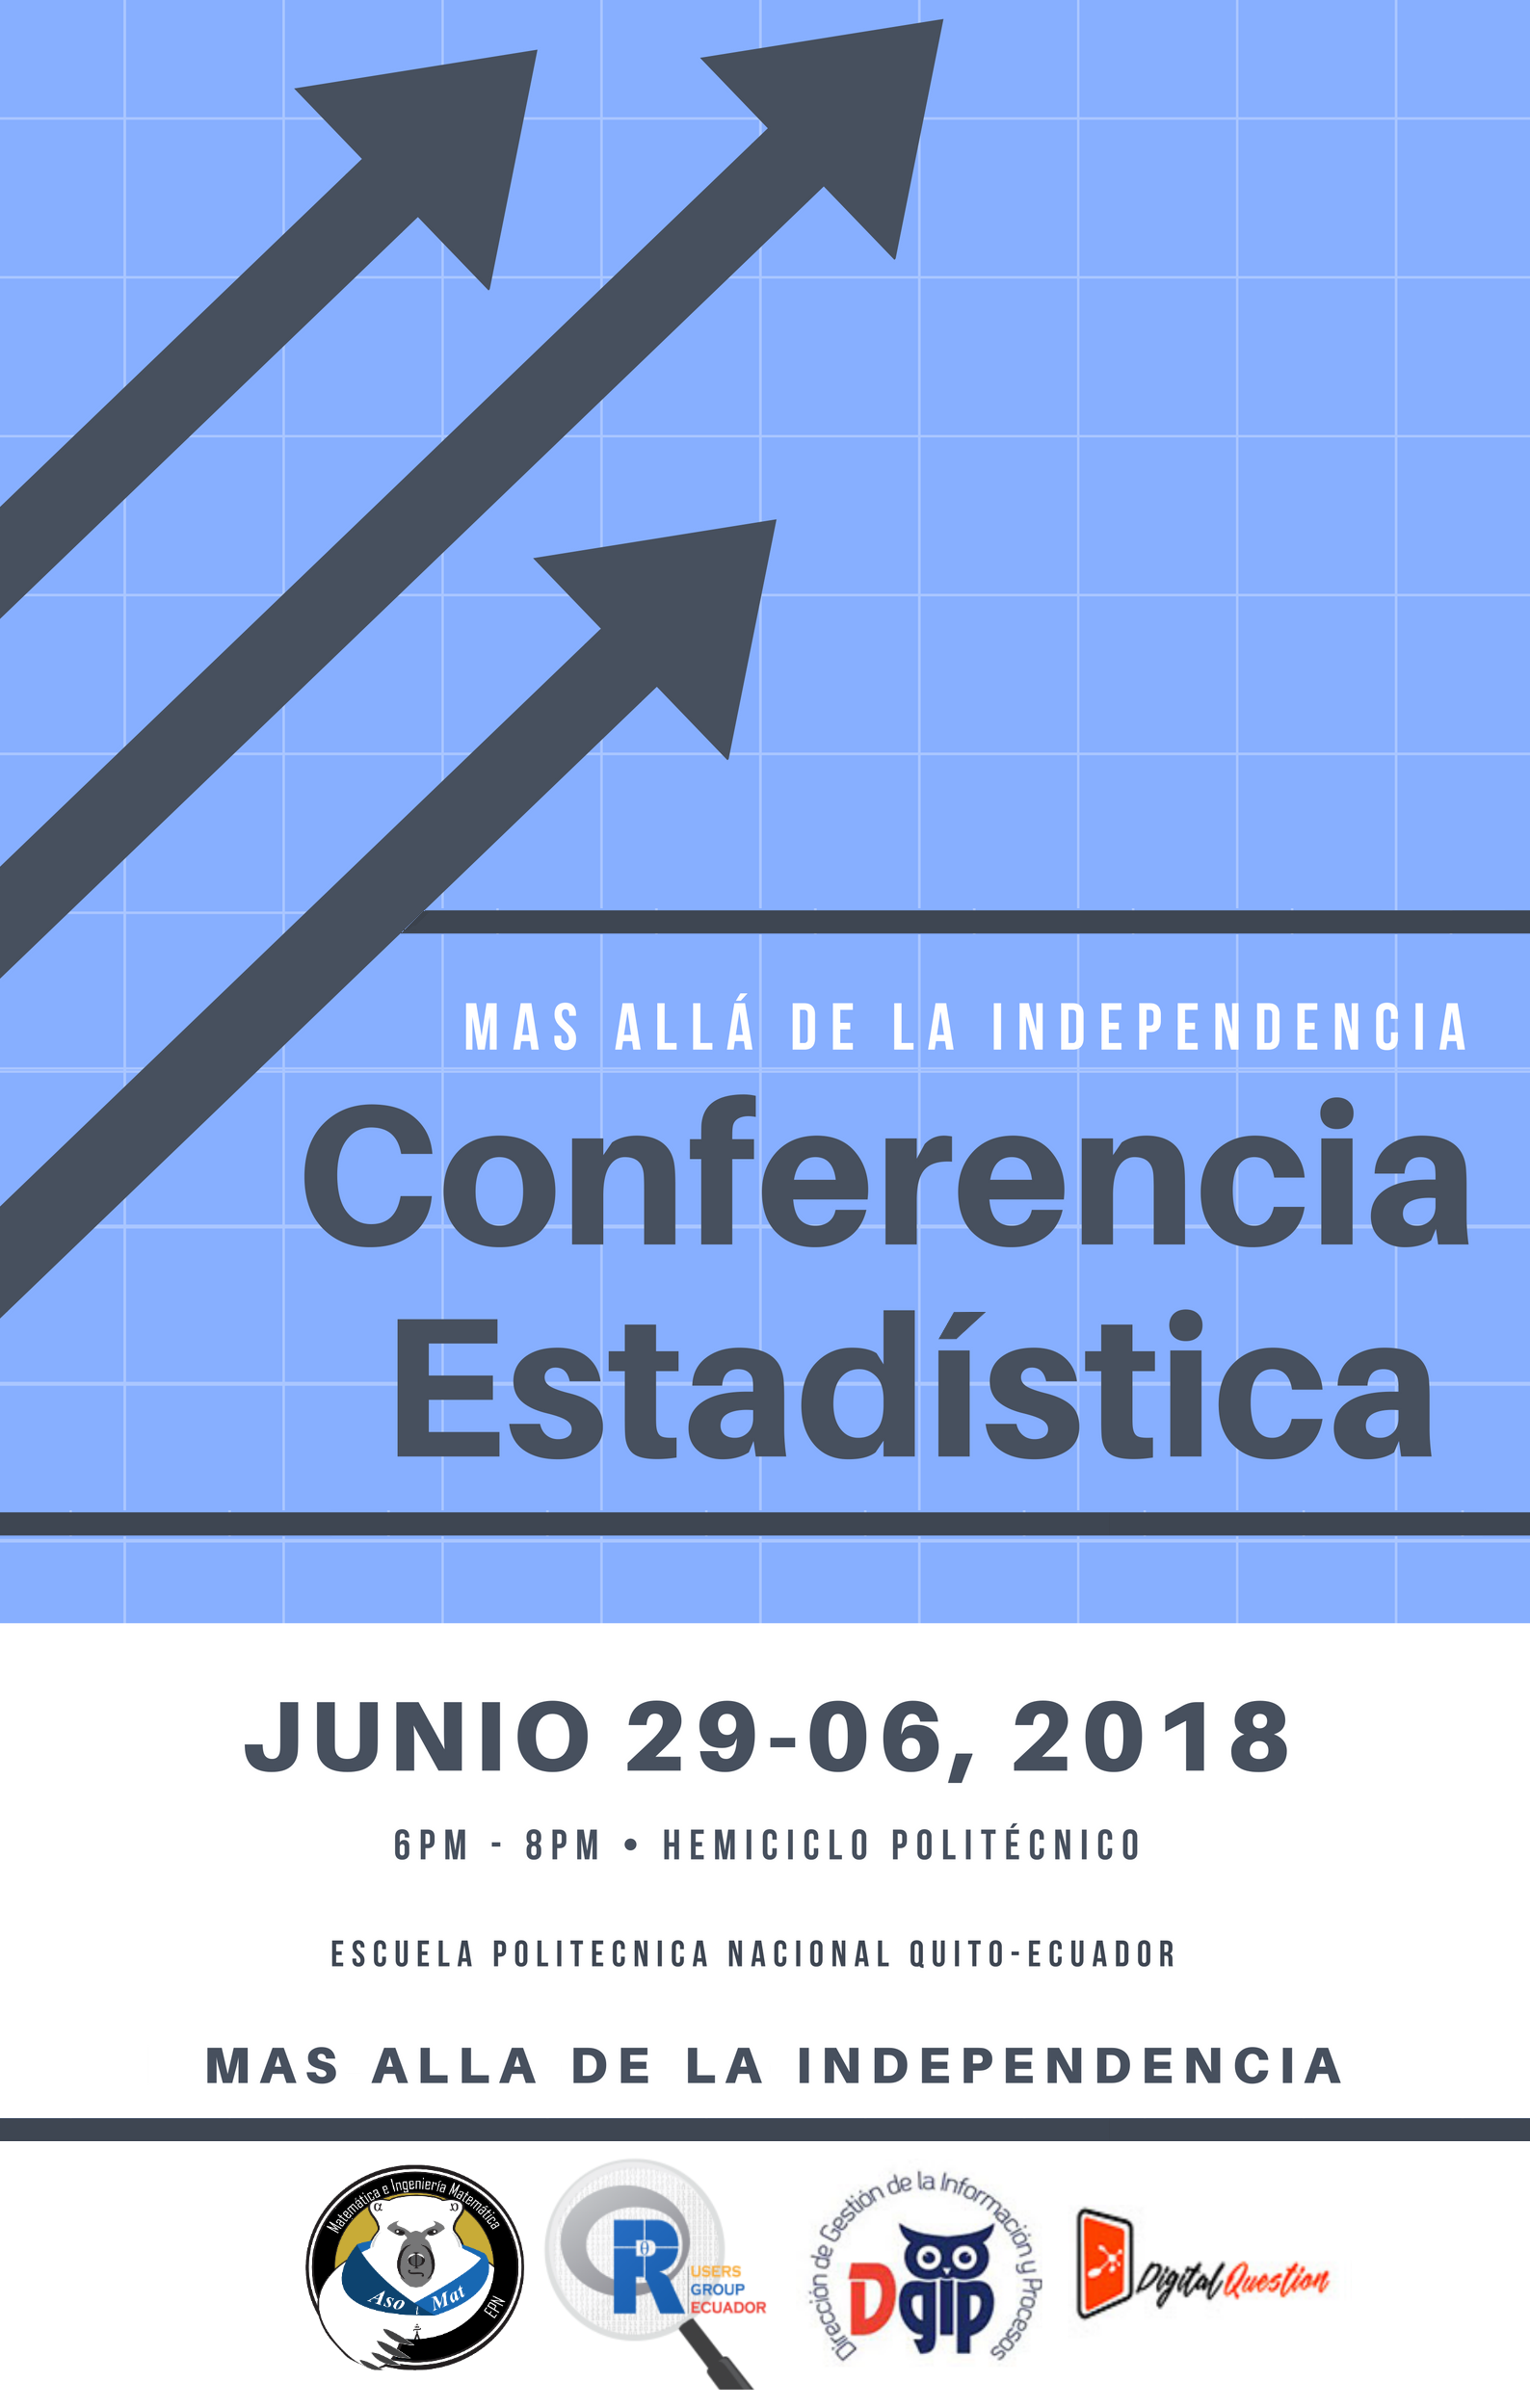 MAS ALLÁ DE LA INDEPENDENCIA
Conferencia
Estadística
JUNIO 29-06, 2018
6PM - 8PM • HEMICICLO POLITÉCNICO
ESCUELA POLITECNICA NACIONAL QUITO-ECUADOR
MAS ALLA DE LA INDEPENDENCIA
Matemática e Ingeniería Matemática
Aso Mat
EPN
R
USERS
GROUP
ECUADOR
Dirección de Gestión de la Información y Procesos
Dgip
Digital Question